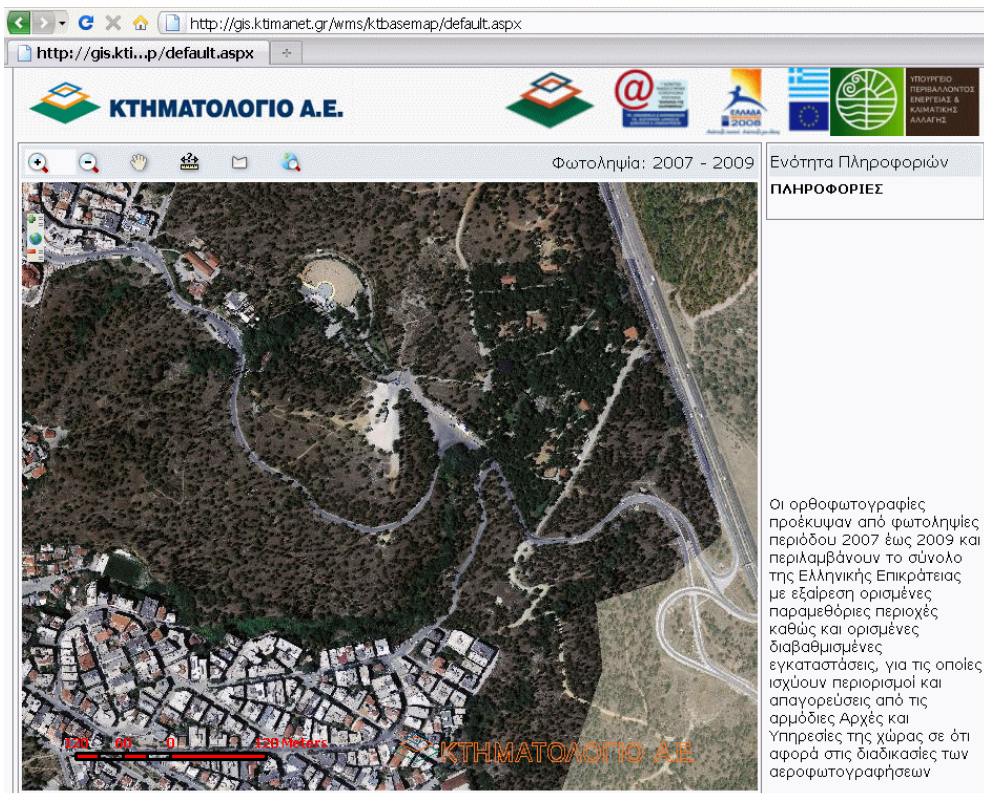 http://gis.ktimanet.gr/wms/ktbasemap/default.aspx
http://gis.kti...p/default.aspx
ΚΤΗΜΑΤΟΛΟΓΙΟ Α.Ε.
ΕΛΛΑΔΑ
2008
ΥΠΟΥΡΓΕΙΟ
ΠΕΡΙΒΑΛΛΟΝΤΟΣ
ΕΝΕΡΓΕΙΑΣ &
ΚΛΙΜΑΤΙΚΗΣ
ΑΛΛΑΓΗΣ
Φωτοληψία: 2007 - 2009
Ενότητα Πληροφοριών
ΠΛΗΡΟΦΟΡΙΕΣ
Οι ορθοφωτογραφίες
προέκυψαν από φωτοληψίες
περιόδου 2007 έως 2009 και
περιλαμβάνουν το σύνολο
της Ελληνικής Επικράτειας
με εξαίρεση ορισμένες
παραμεθόριες περιοχές
καθώς και ορισμένες
διαβαθμισμένες
εγκαταστάσεις, για τις οποίες
ισχύουν περιορισμοί και
απαγορεύσεις από τις
αρμόδιες Αρχές και
Υπηρεσίες της χώρας σε ότι
αφορά στις διαδικασίες των
αεροφωτογραφήσεων
120 60 0 120 Meters
ΚΤΗΜΑΤΟΛΟΓΙΟ Α.Ε.